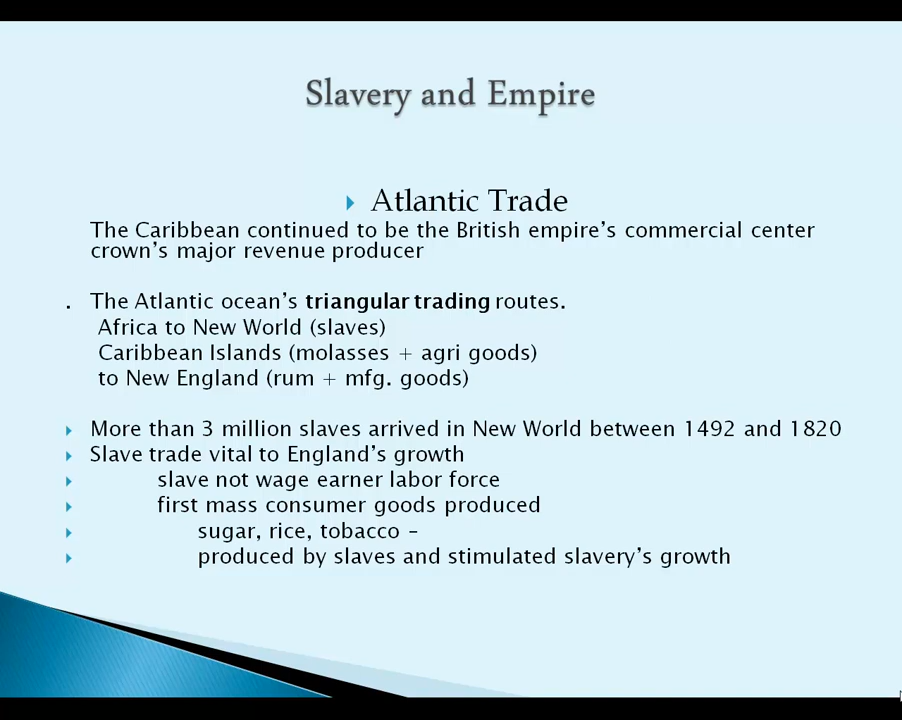 Slavery and Empire
Atlantic Trade
The Caribbean continued to be the British empire's commercial center
crown's major revenue producer
. The Atlantic ocean's triangular trading routes.
Africa to New World (slaves)
Caribbean Islands (molasses + agri goods)
to New England (rum + mfg. goods)
More than 3 million slaves arrived in New World between 1492 and 1820
Slave trade vital to England's growth
slave not wage earner labor force
first mass consumer goods produced
sugar, rice, tobacco –
produced by slaves and stimulated slavery's growth